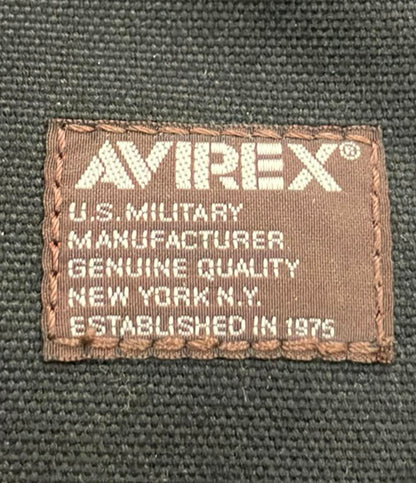 AVIREX®
U.S. MILITARY
MANUFACTURER
GENUINE QUALITY
NEW YORK N.Y.
ESTABLISHED IN 1975